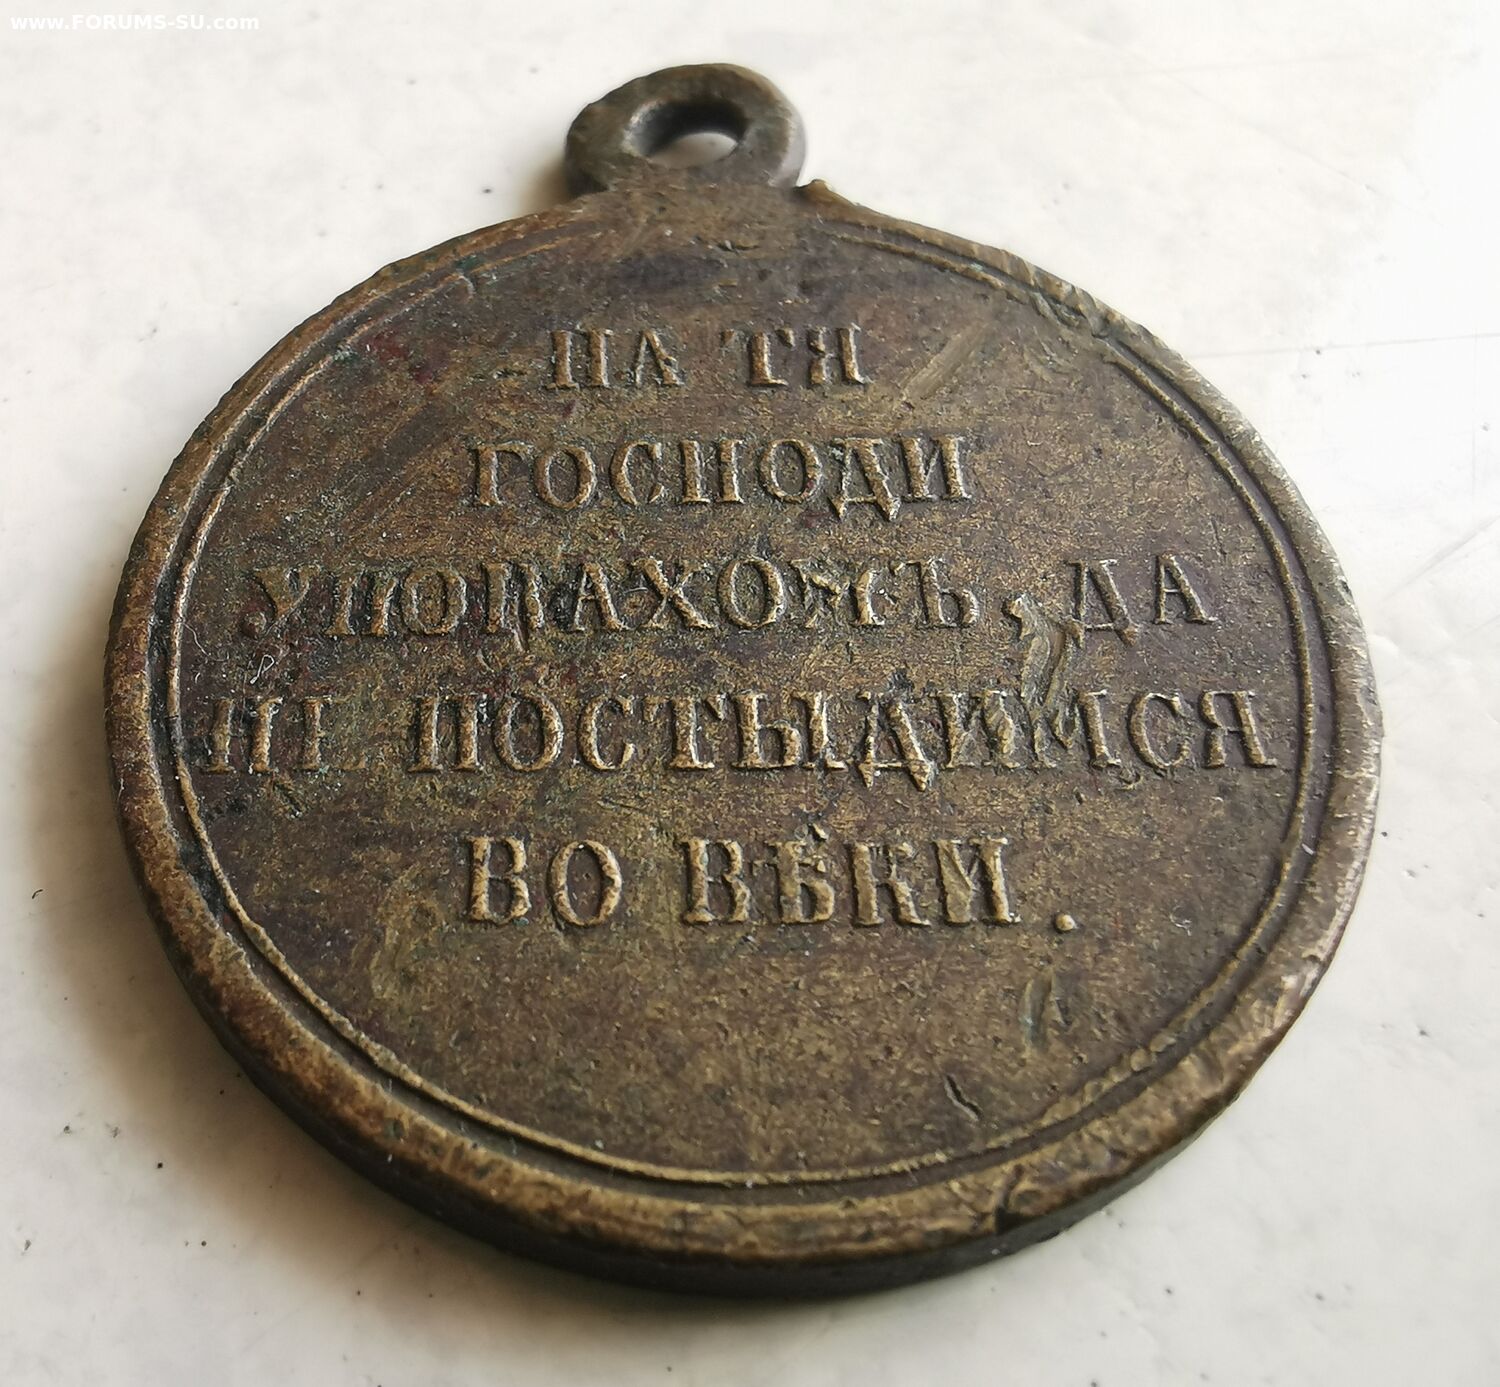 www.FORUMS-SU.com
НА ТЯ
ГОСПОДИ
УПОВАХОМЪ, ДА
НЕ ПОСТЫДИМСЯ
ВО ВѢКИ.